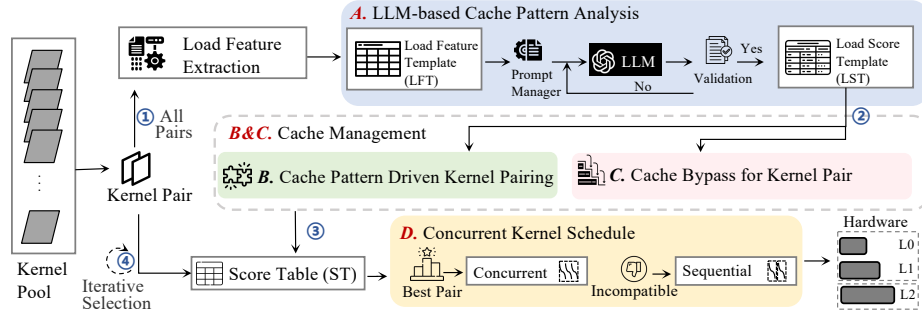 A. LLM-based Cache Pattern Analysis
Load Feature
Extraction
Load Feature
Template
(LFT)
Prompt
Manager
LLM
No
Validation
Yes
Load Score
Template
(LST)
① All
Pairs
②
B&C. Cache Management
B. Cache Pattern Driven Kernel Pairing
C. Cache Bypass for Kernel Pair
Kernel Pair
③
④
Iterative
Selection
Kernel
Pool
Score Table (ST)
D. Concurrent Kernel Schedule
Best Pair
Concurrent
Incompatible
Sequential
Hardware
L0
L1
L2